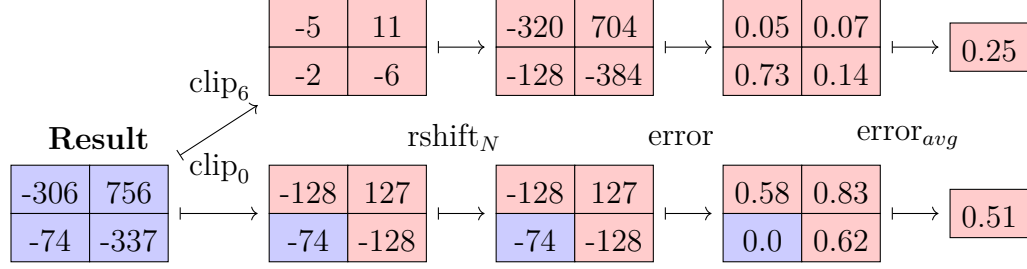 -5 11 -320 704 0.05 0.07
-2 -6 -128 -384 0.73 0.14 0.25
clip₆
Result rshift_N error error_avg
clip₀
-306 756 -128 127 -128 127 0.58 0.83
-74 -337 -74 -128 -74 -128 0.0 0.62 0.51